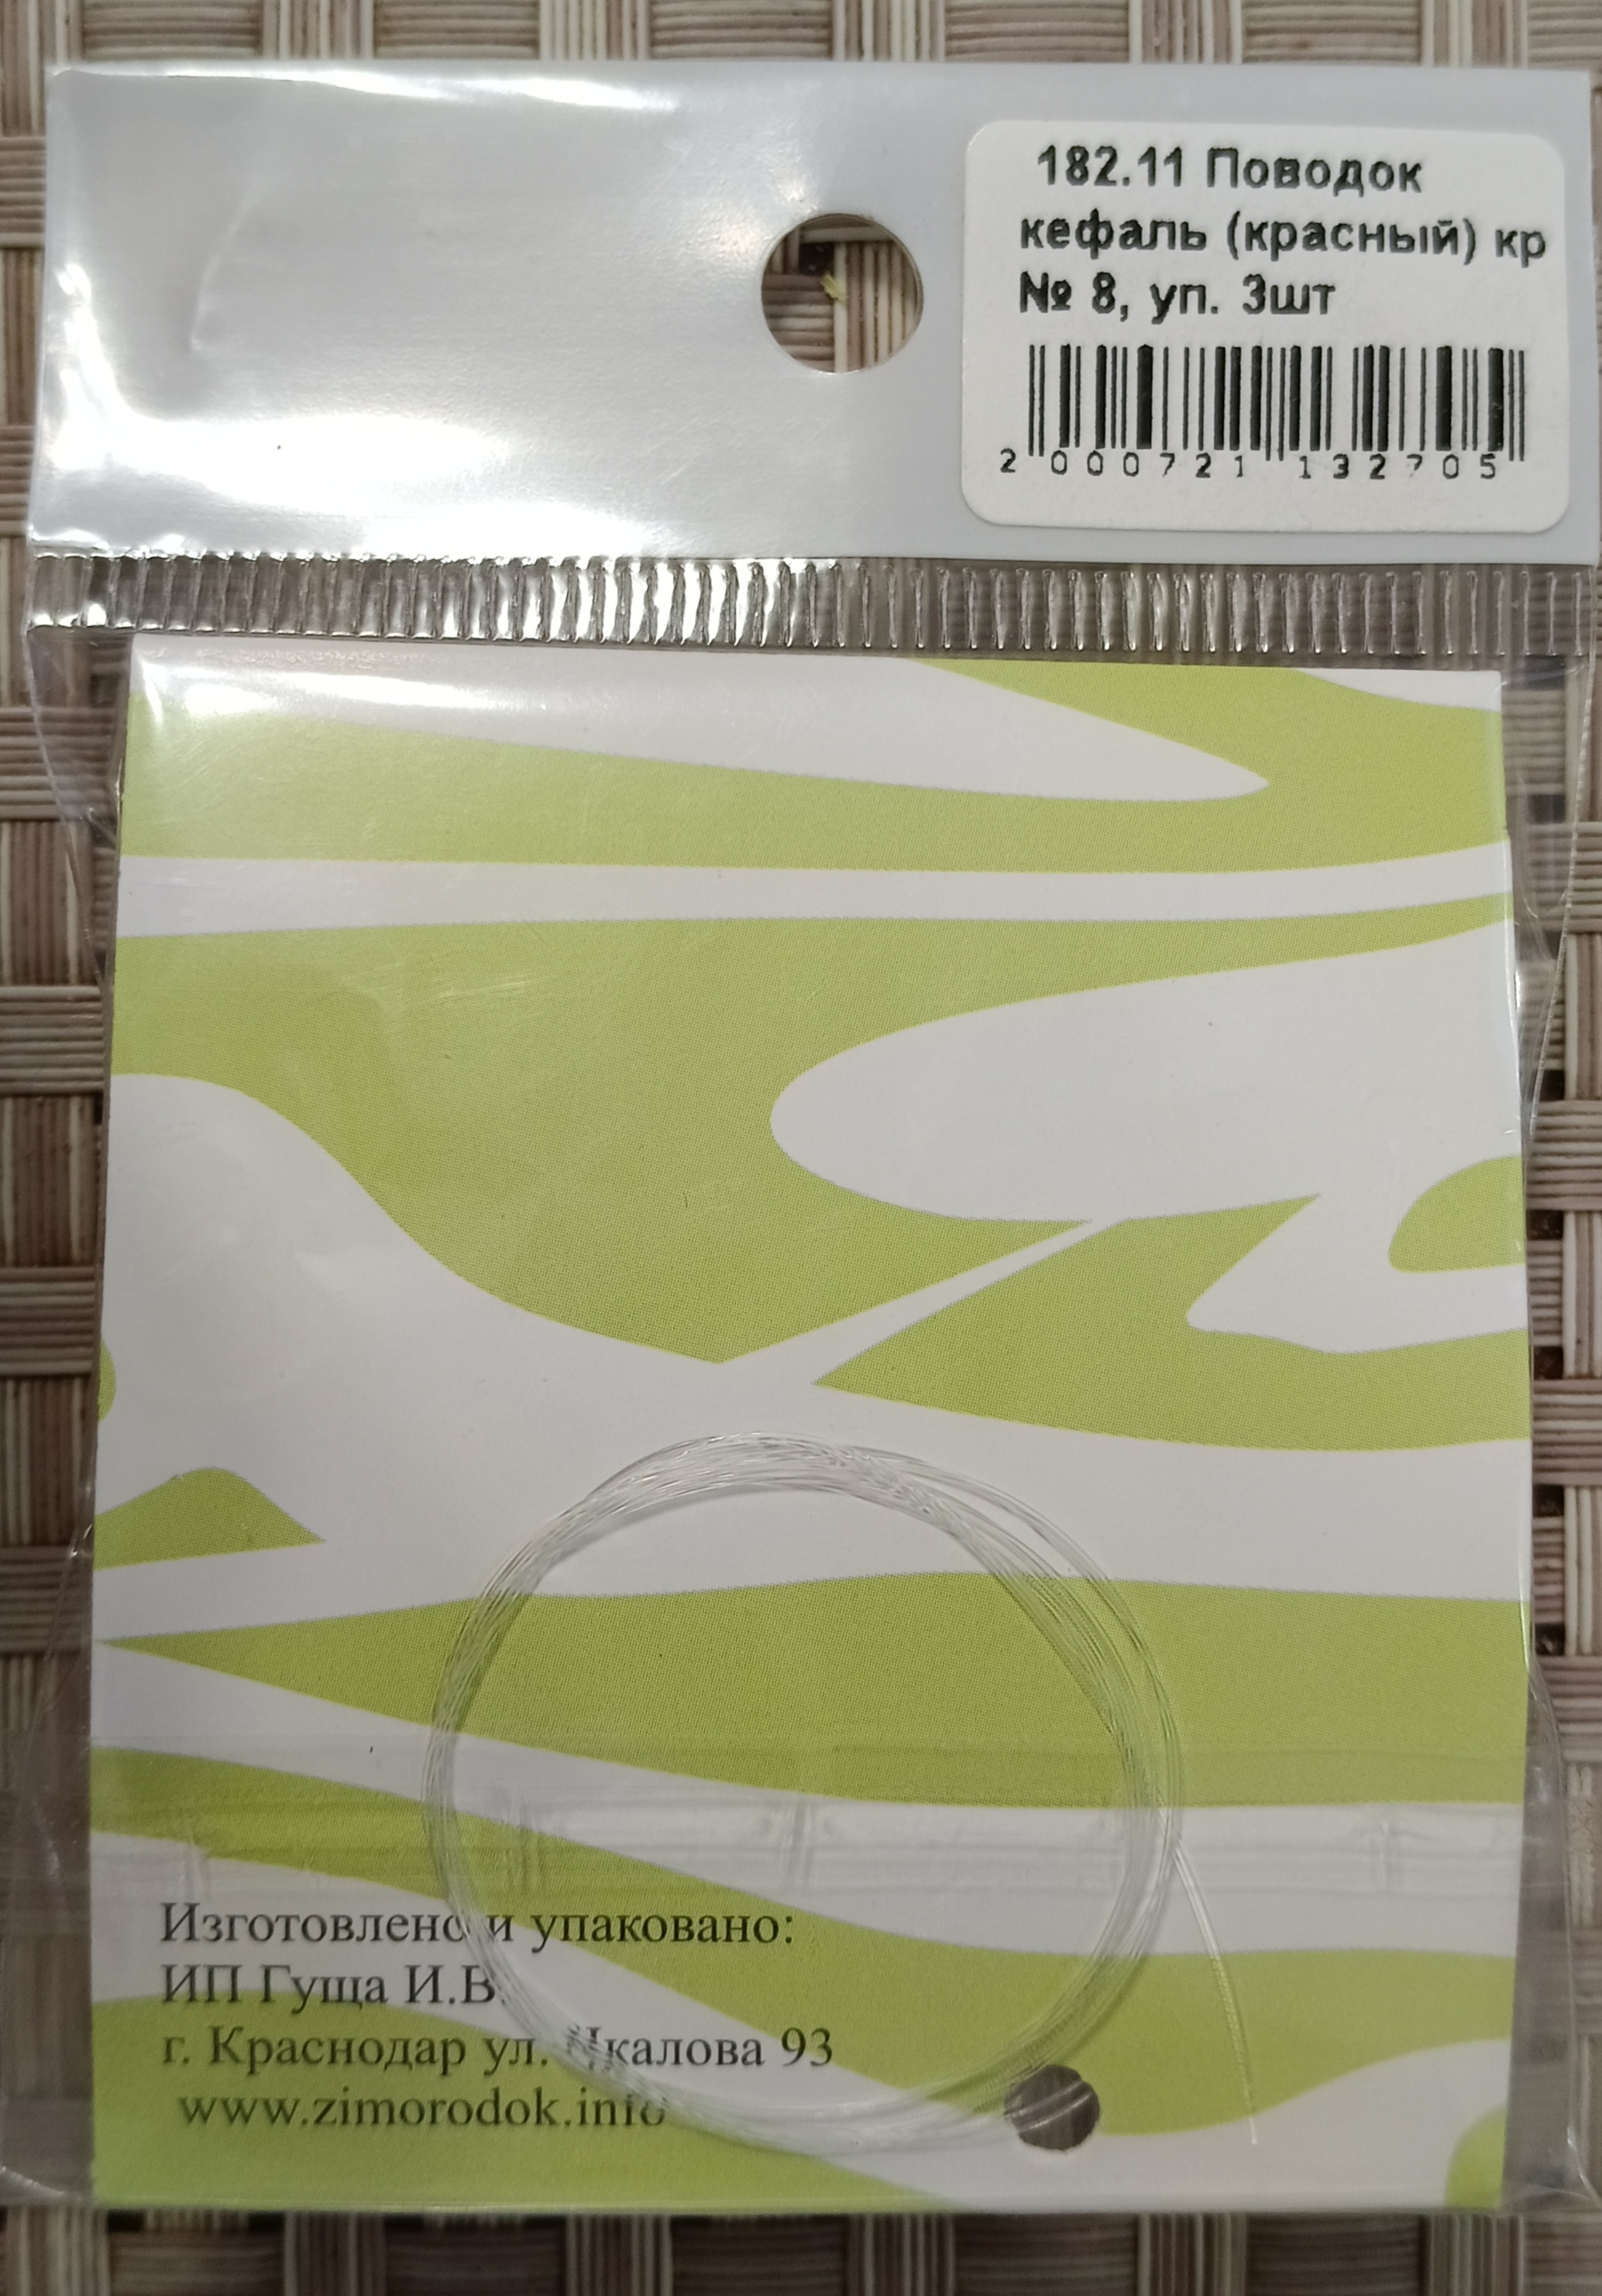 182.11 Поводок
кефаль (красный) кр
№ 8, уп. 3шт
2 000721 132705
Изготовлено и упаковано:
ИП Гуща И.В.
г. Краснодар ул. Чкалова 93
www.zimorodok.info